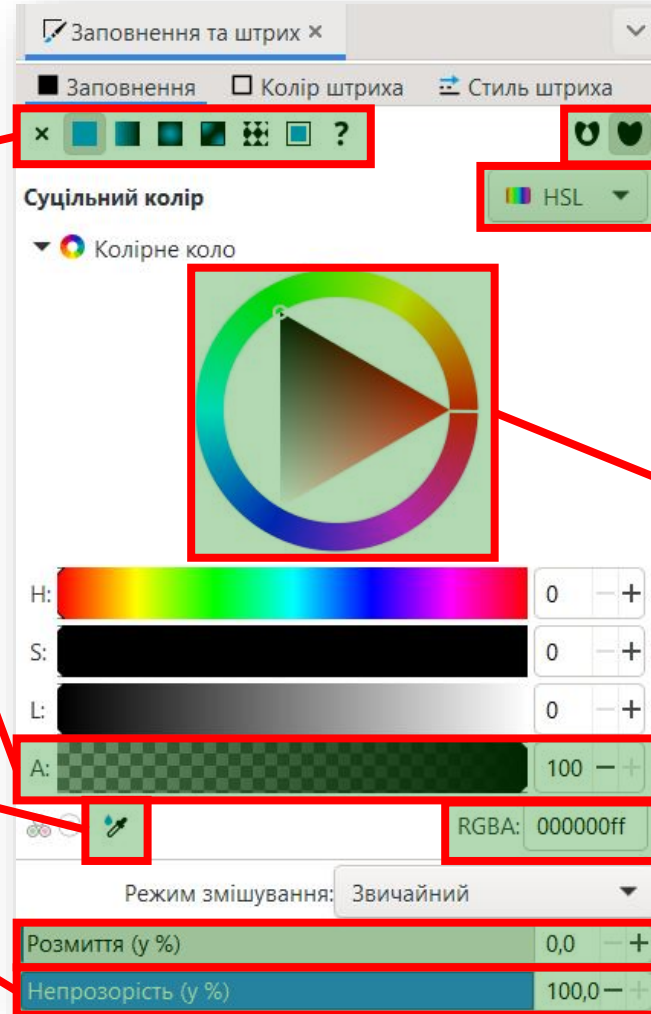 Заповнення та штрих ×
Заповнення Колір штриха Стиль штриха
× ?
Суцільний колір HSL
Колірне коло
H: 0 − +
S: 0 − +
L: 0 − +
A: 100 − +
RGBA: 000000ff
Режим змішування: Звичайний
Розмиття (у %) 0,0 − +
Непрозорість (у %) 100,0 − +